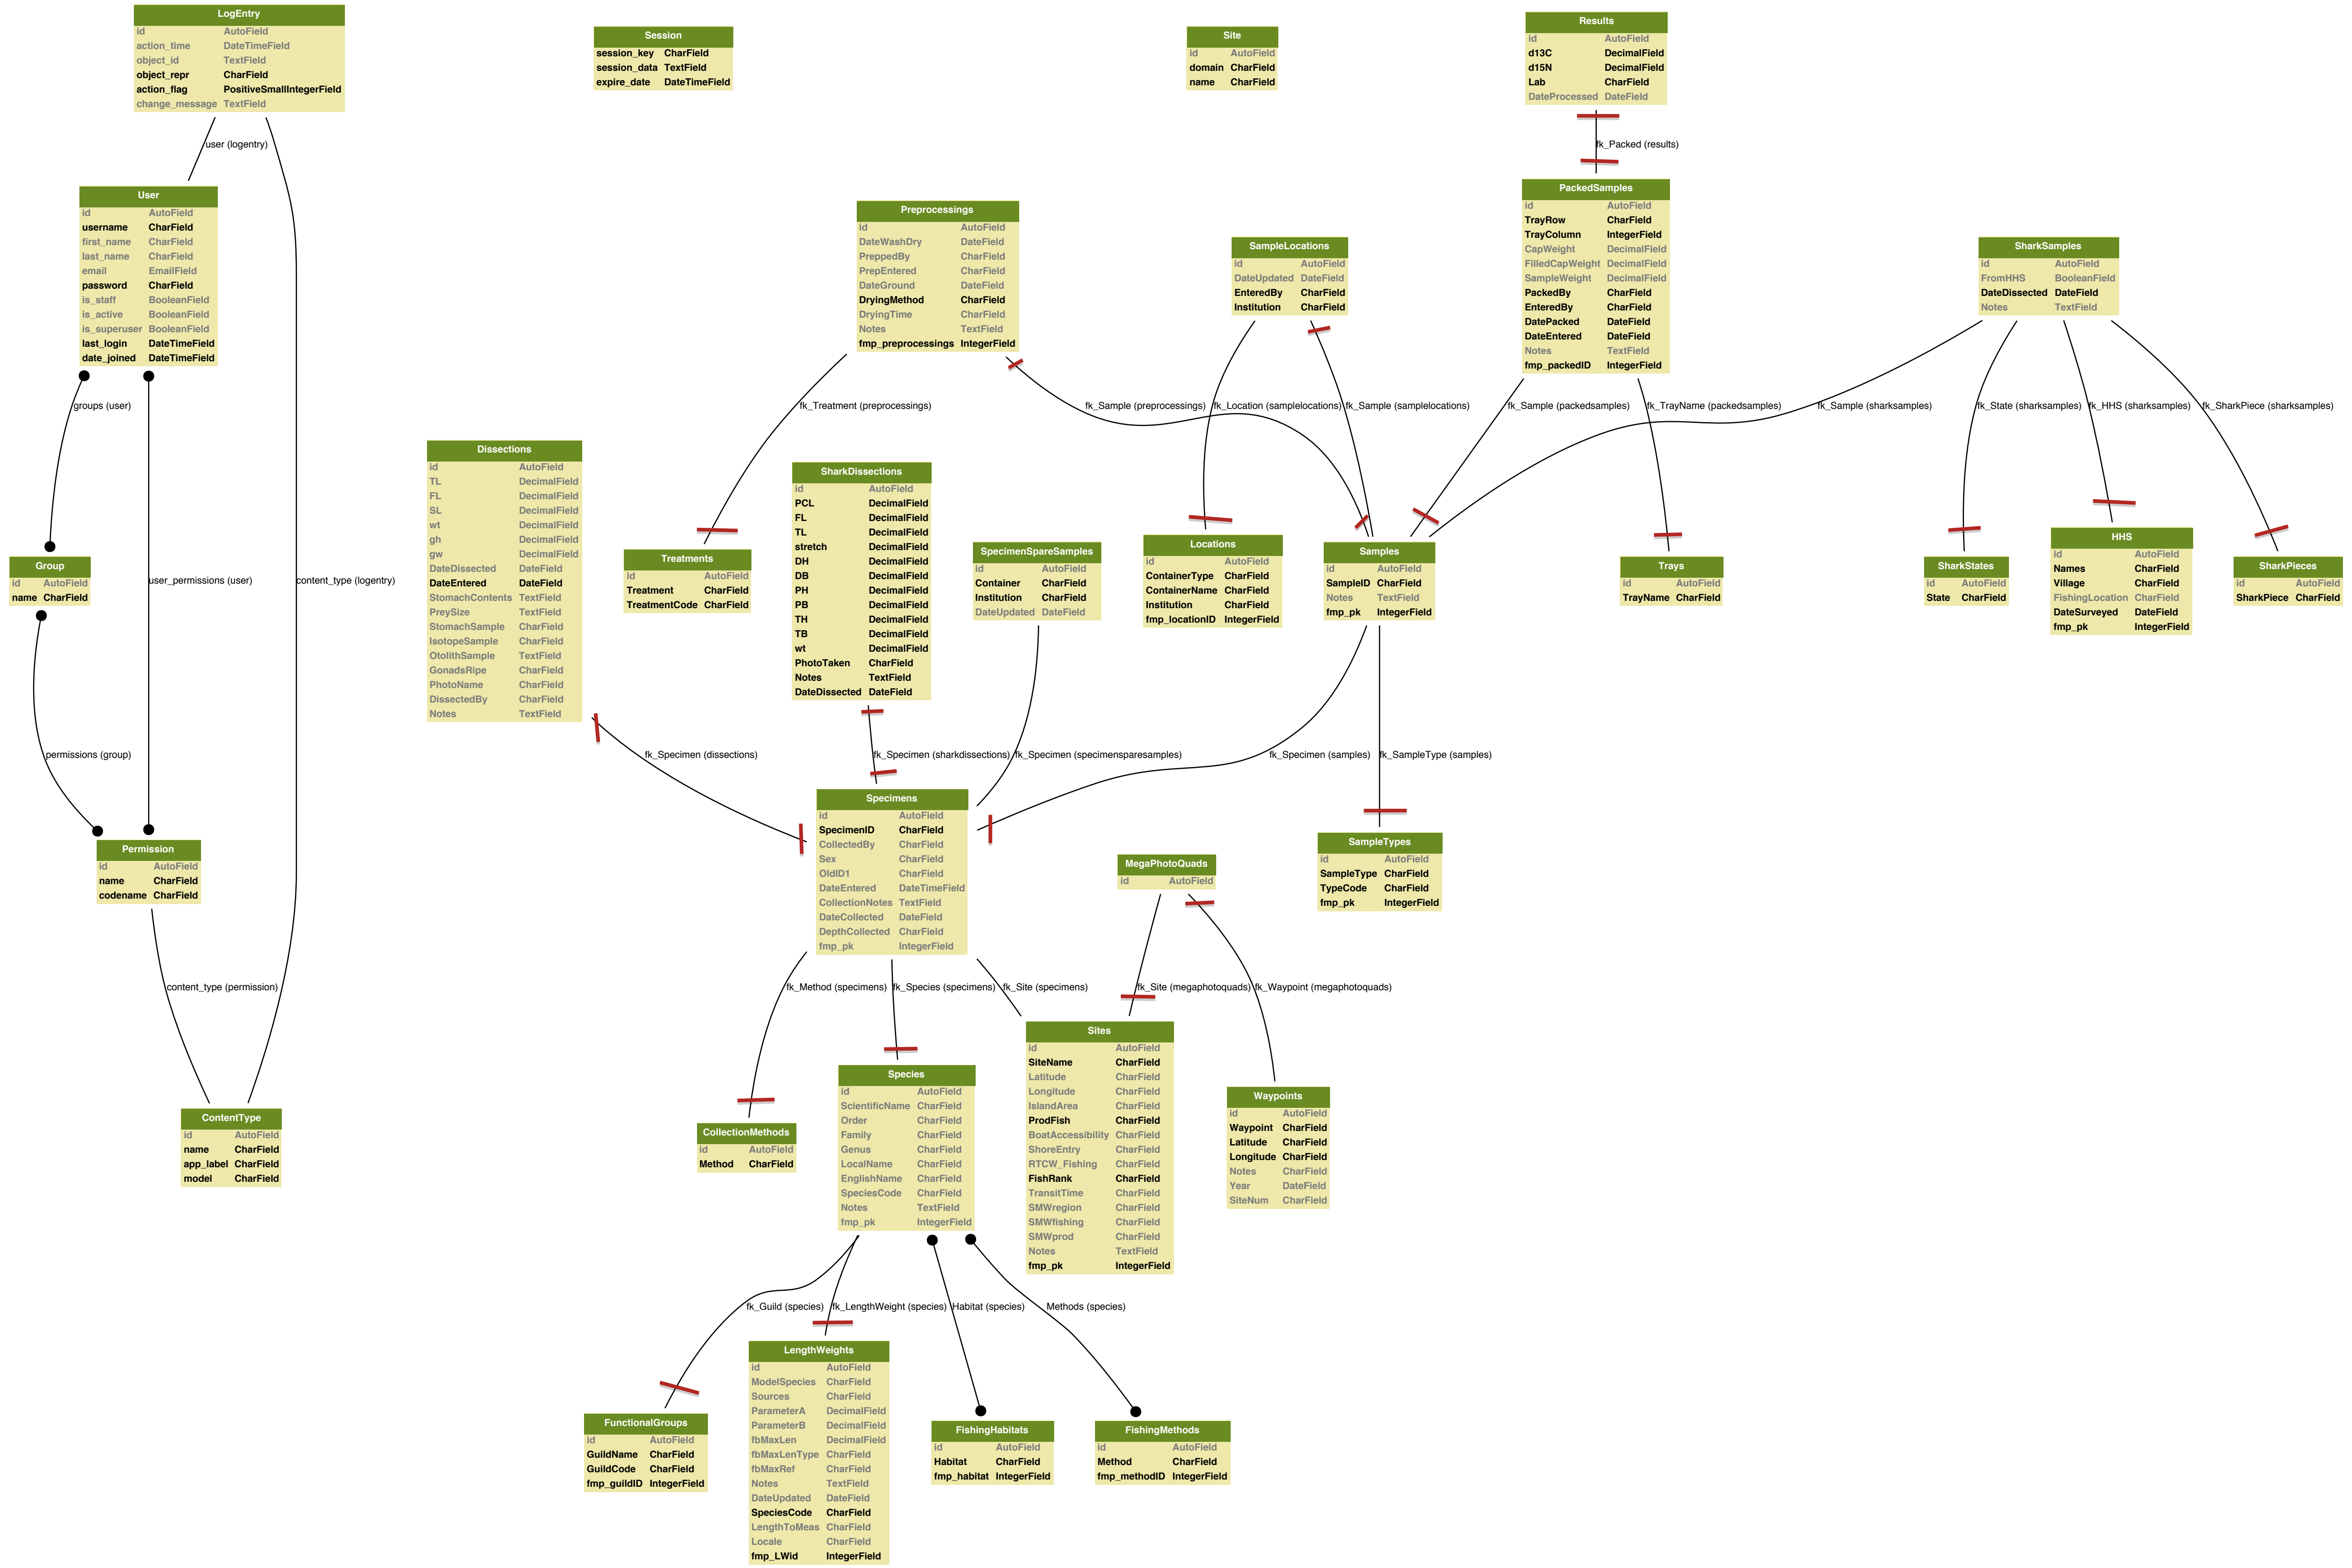 LogEntry
id AutoField
action_time DateTimeField
object_id TextField
object_repr CharField
action_flag PositiveSmallIntegerField
change_message TextField
Session
session_key CharField
session_data TextField
expire_date DateTimeField
Site
id AutoField
domain CharField
name CharField
Results
id AutoField
d13C DecimalField
d15N DecimalField
Lab CharField
DateProcessed DateField
user (logentry)
fk_Packed (results)
User
id AutoField
username CharField
first_name CharField
last_name CharField
email EmailField
password CharField
is_staff BooleanField
is_active BooleanField
is_superuser BooleanField
last_login DateTimeField
date_joined DateTimeField
Preprocessings
id AutoField
DateWashDry DateField
PreppedBy CharField
PrepEntered CharField
DateGround DateField
DryingMethod CharField
DryingTime CharField
Notes TextField
fmp_preprocessings IntegerField
SampleLocations
id AutoField
DateUpdated DateField
EnteredBy CharField
Institution CharField
PackedSamples
id AutoField
TrayRow CharField
TrayColumn IntegerField
CapWeight DecimalField
FilledCapWeight DecimalField
SampleWeight DecimalField
PackedBy CharField
EnteredBy CharField
DatePacked DateField
DateEntered DateField
Notes TextField
fmp_packedID IntegerField
SharkSamples
id AutoField
FromHHS BooleanField
DateDissected DateField
Notes TextField
groups (user)
fk_Treatment (preprocessings)
fk_Sample (preprocessings)
fk_Location (samplelocations)
fk_Sample (samplelocations)
fk_Sample (packedsamples)
fk_TrayName (packedsamples)
fk_Sample (sharksamples)
fk_State (sharksamples)
fk_HHS (sharksamples)
fk_SharkPiece (sharksamples)
Dissections
id AutoField
TL DecimalField
FL DecimalField
SL DecimalField
wt DecimalField
gh DecimalField
gw DecimalField
DateDissected DateField
DateEntered DateField
StomachContents TextField
PreySize TextField
StomachSample CharField
IsotopeSample CharField
OtolithSample TextField
GonadsRipe CharField
PhotoName CharField
DissectedBy CharField
Notes TextField
Treatments
id AutoField
Treatment CharField
TreatmentCode CharField
SharkDissections
id AutoField
PCL DecimalField
FL DecimalField
TL DecimalField
stretch DecimalField
DH DecimalField
DB DecimalField
PH DecimalField
PB DecimalField
TH DecimalField
TB DecimalField
wt DecimalField
PhotoTaken CharField
Notes TextField
DateDissected DateField
SpecimenSpareSamples
id AutoField
Container CharField
Institution CharField
DateUpdated DateField
Locations
id AutoField
ContainerType CharField
ContainerName CharField
Institution CharField
fmp_locationID IntegerField
Samples
id AutoField
SampleID CharField
Notes TextField
fmp_pk IntegerField
Trays
id AutoField
TrayName CharField
SharkStates
id AutoField
State CharField
HHS
id AutoField
Names CharField
Village CharField
FishingLocation CharField
DateSurveyed DateField
fmp_pk IntegerField
SharkPieces
id AutoField
SharkPiece CharField
Group
id AutoField
name CharField
user_permissions (user)
content_type (logentry)
permissions (group)
fk_Specimen (dissections)
fk_Specimen (sharkdissections)
fk_Specimen (specimensparesamples)
fk_Specimen (samples)
fk_SampleType (samples)
Permission
id AutoField
name CharField
codename CharField
Specimens
id AutoField
SpecimenID CharField
CollectedBy CharField
Sex CharField
OldID1 CharField
DateEntered DateTimeField
CollectionNotes TextField
DateCollected DateField
DepthCollected CharField
fmp_pk IntegerField
MegaPhotoQuads
id AutoField
SampleTypes
id AutoField
SampleType CharField
TypeCode CharField
fmp_pk IntegerField
content_type (permission)
fk_Method (specimens)
fk_Species (specimens)
fk_Site (specimens)
fk_Site (megaphotoquads)
fk_Waypoint (megaphotoquads)
ContentType
id AutoField
name CharField
app_label CharField
model CharField
CollectionMethods
id AutoField
Method CharField
Species
id AutoField
ScientificName CharField
Order CharField
Family CharField
Genus CharField
LocalName CharField
EnglishName CharField
SpeciesCode CharField
Notes TextField
fmp_pk IntegerField
Sites
id AutoField
SiteName CharField
Latitude CharField
Longitude CharField
IslandArea CharField
ProdFish CharField
BoatAccessibility CharField
ShoreEntry CharField
RTCW_Fishing CharField
FishRank CharField
TransitTime CharField
SMWregion CharField
SMWfishing CharField
SMWprod CharField
Notes TextField
fmp_pk IntegerField
Waypoints
id AutoField
Waypoint CharField
Latitude CharField
Longitude CharField
Notes CharField
Year DateField
SiteNum CharField
fk_Guild (species)
fk_LengthWeight (species)
Habitat (species)
Methods (species)
FunctionalGroups
id AutoField
GuildName CharField
GuildCode CharField
fmp_guildID IntegerField
LengthWeights
id AutoField
ModelSpecies CharField
Sources CharField
ParameterA DecimalField
ParameterB DecimalField
fbMaxLen DecimalField
fbMaxLenType CharField
fbMaxRef CharField
Notes TextField
DateUpdated DateField
SpeciesCode CharField
LengthToMeas CharField
Locale CharField
fmp_LWid IntegerField
FishingHabitats
id AutoField
Habitat CharField
fmp_habitat IntegerField
FishingMethods
id AutoField
Method CharField
fmp_methodID IntegerField